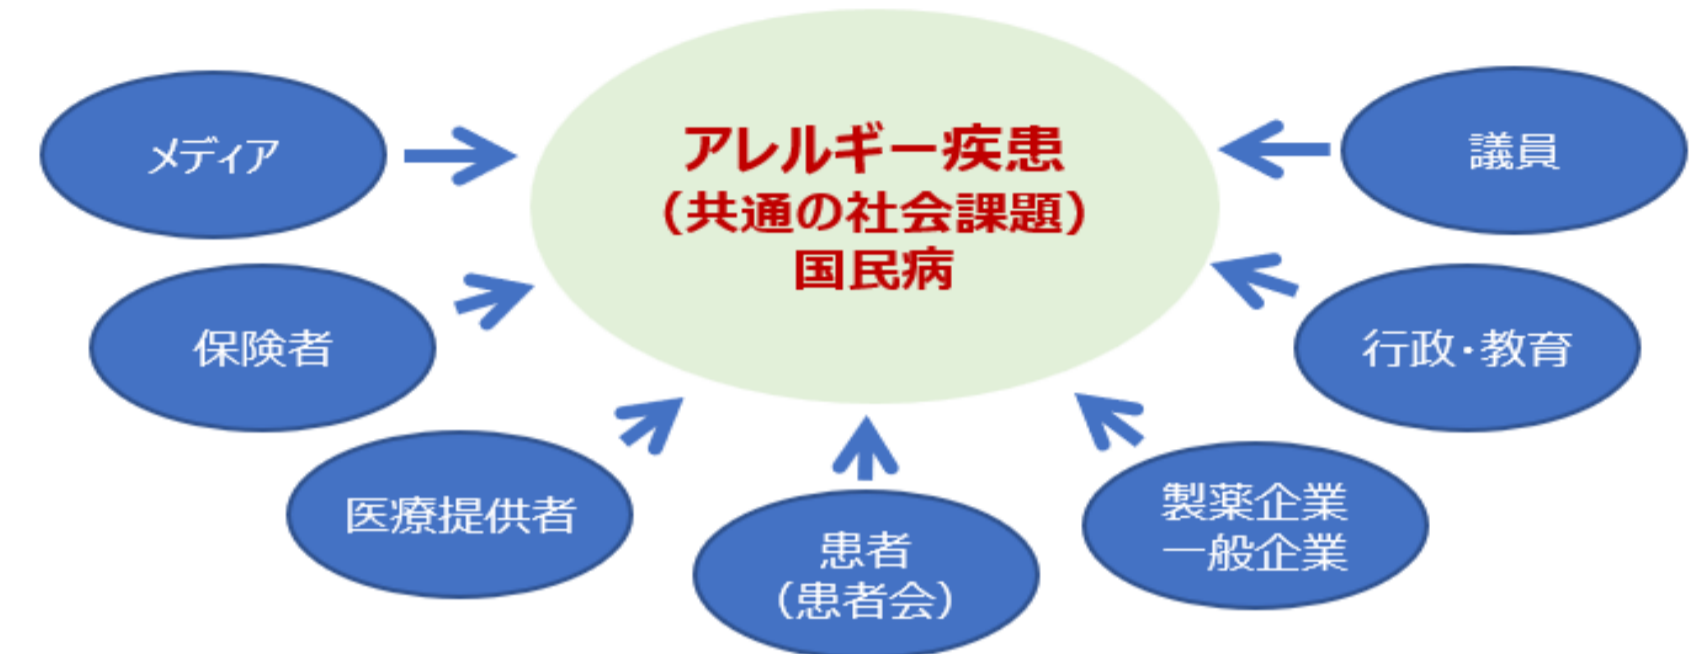 アレルギー疾患
（共通の社会課題）
国民病
メディア
保険者
医療提供者
患者
（患者会）
製薬企業
一般企業
行政・教育
議員